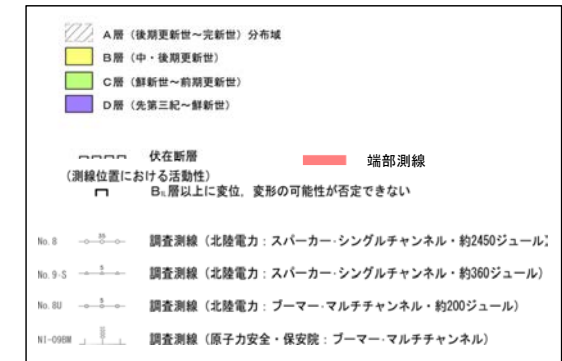 A層（後期更新世～完新世）分布域
B層（中・後期更新世）
C層（鮮新世～前期更新世）
D層（先第三紀～鮮新世）
伏在断層 端部測線
（測線位置における活動性）
B1L層以上に変位，変形の可能性が否定できない
No.8 調査測線（北陸電力：スパーカー・シングルチャンネル・約2450ジュール）
No.9-S 5 調査測線（北陸電力：スパーカー・シングルチャンネル・約360ジュール）
No.8U 5 調査測線（北陸電力：ブーマー・マルチチャンネル・約200ジュール）
NI-09BM 調査測線（原子力安全・保安院：ブーマー・マルチチャンネル）